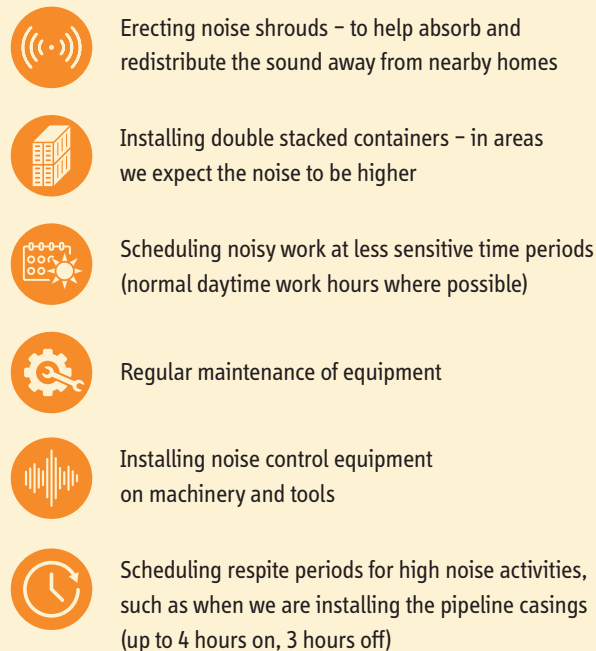 Erecting noise shrouds – to help absorb and
redistribute the sound away from nearby homes
Installing double stacked containers – in areas
we expect the noise to be higher
Scheduling noisy work at less sensitive time periods
(normal daytime work hours where possible)
Regular maintenance of equipment
Installing noise control equipment
on machinery and tools
Scheduling respite periods for high noise activities,
such as when we are installing the pipeline casings
(up to 4 hours on, 3 hours off)